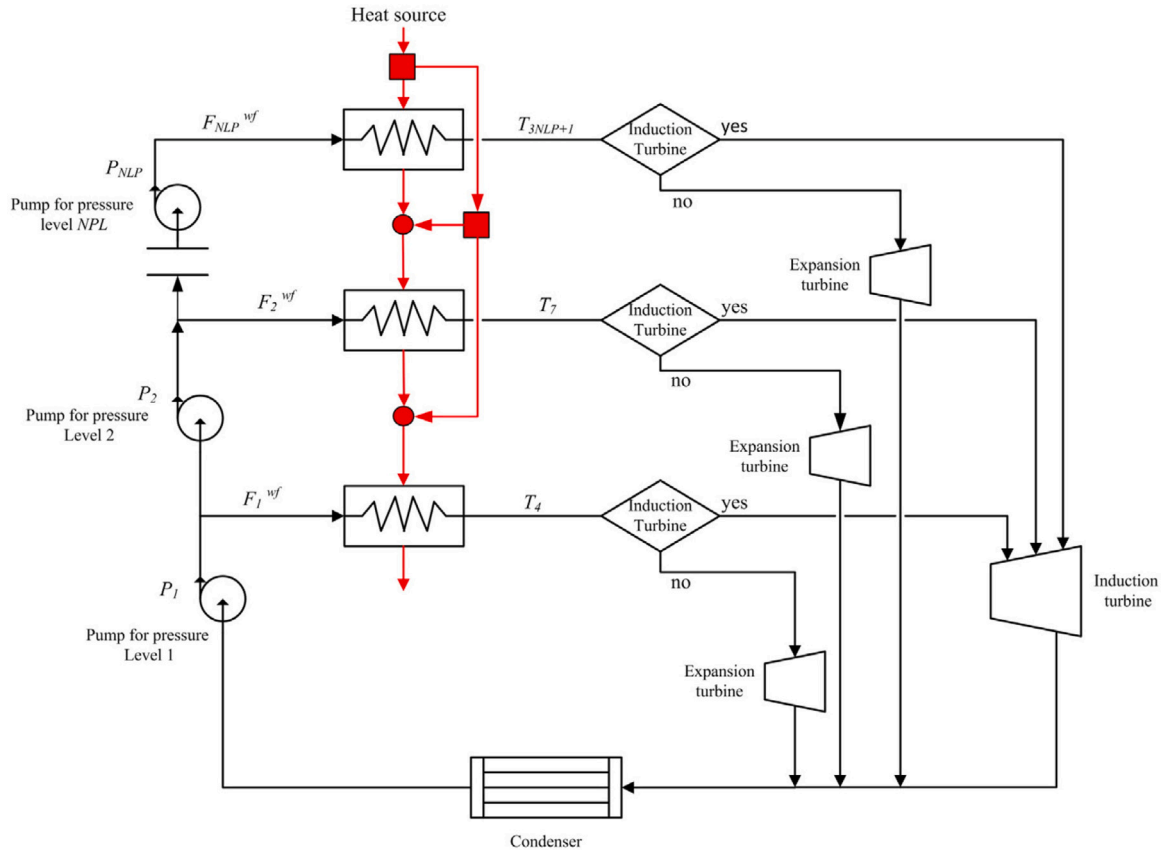 Heat source
F_NLP^wf
T_3NLP+1
Induction
Turbine
yes
no
P_NLP
Pump for pressure
level NPL
Expansion
turbine
F_2^wf
T_7
Induction
Turbine
yes
no
P_2
Pump for pressure
Level 2
Expansion
turbine
F_1^wf
T_4
Induction
Turbine
yes
no
P_1
Pump for pressure
Level 1
Induction
turbine
Expansion
turbine
Condenser